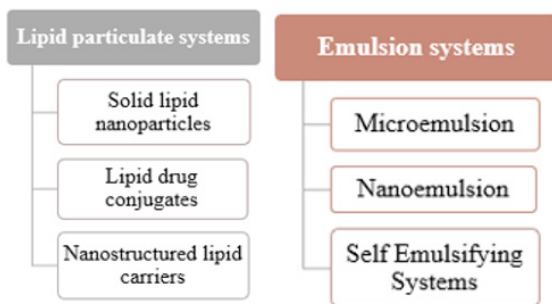 Lipid particulate systems
Solid lipid
nanoparticles
Lipid drug
conjugates
Nanostructured lipid
carriers
Emulsion systems
Microemulsion
Nanoemulsion
Self Emulsifying
Systems